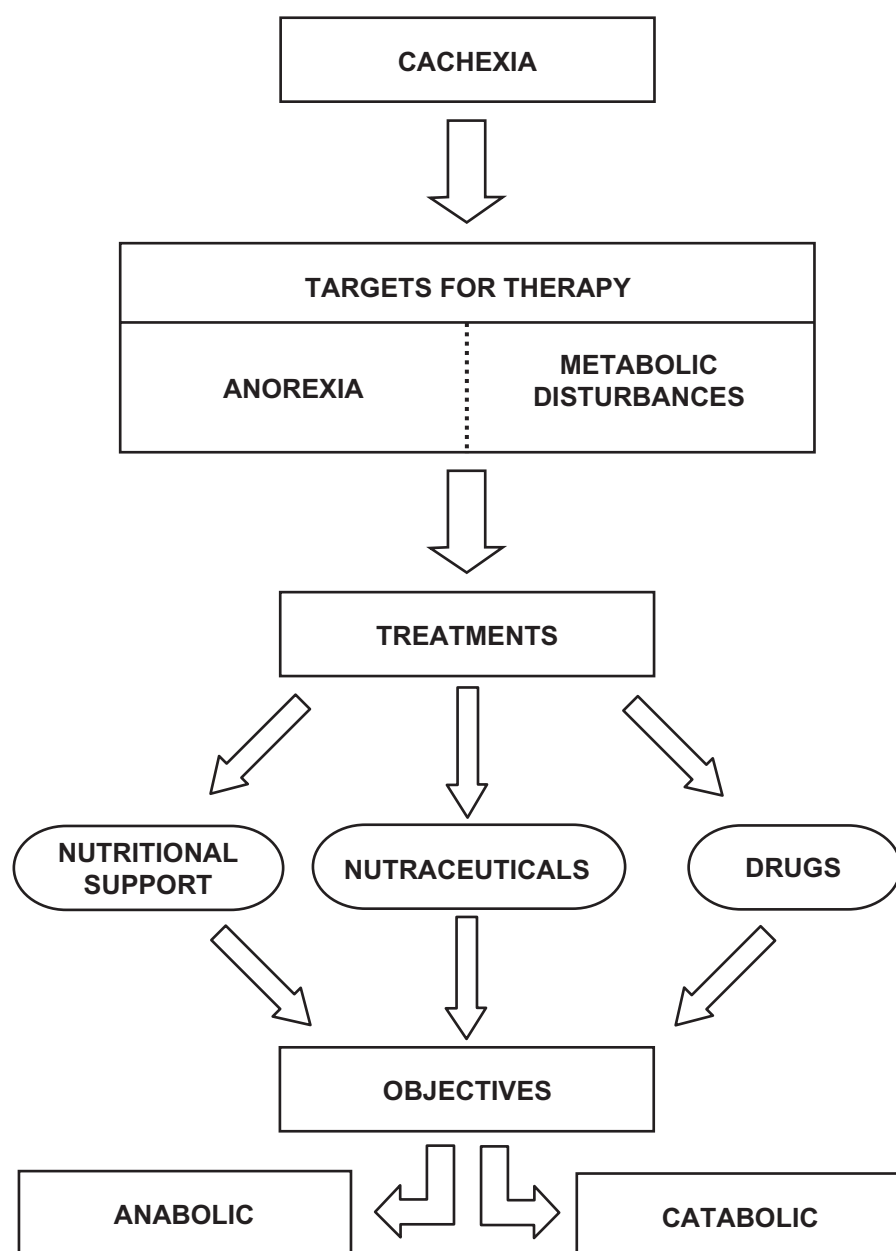 CACHEXIA
TARGETS FOR THERAPY
ANOREXIA
METABOLIC
DISTURBANCES
TREATMENTS
NUTRITIONAL
SUPPORT
NUTRACEUTICALS
DRUGS
OBJECTIVES
ANABOLIC
CATABOLIC